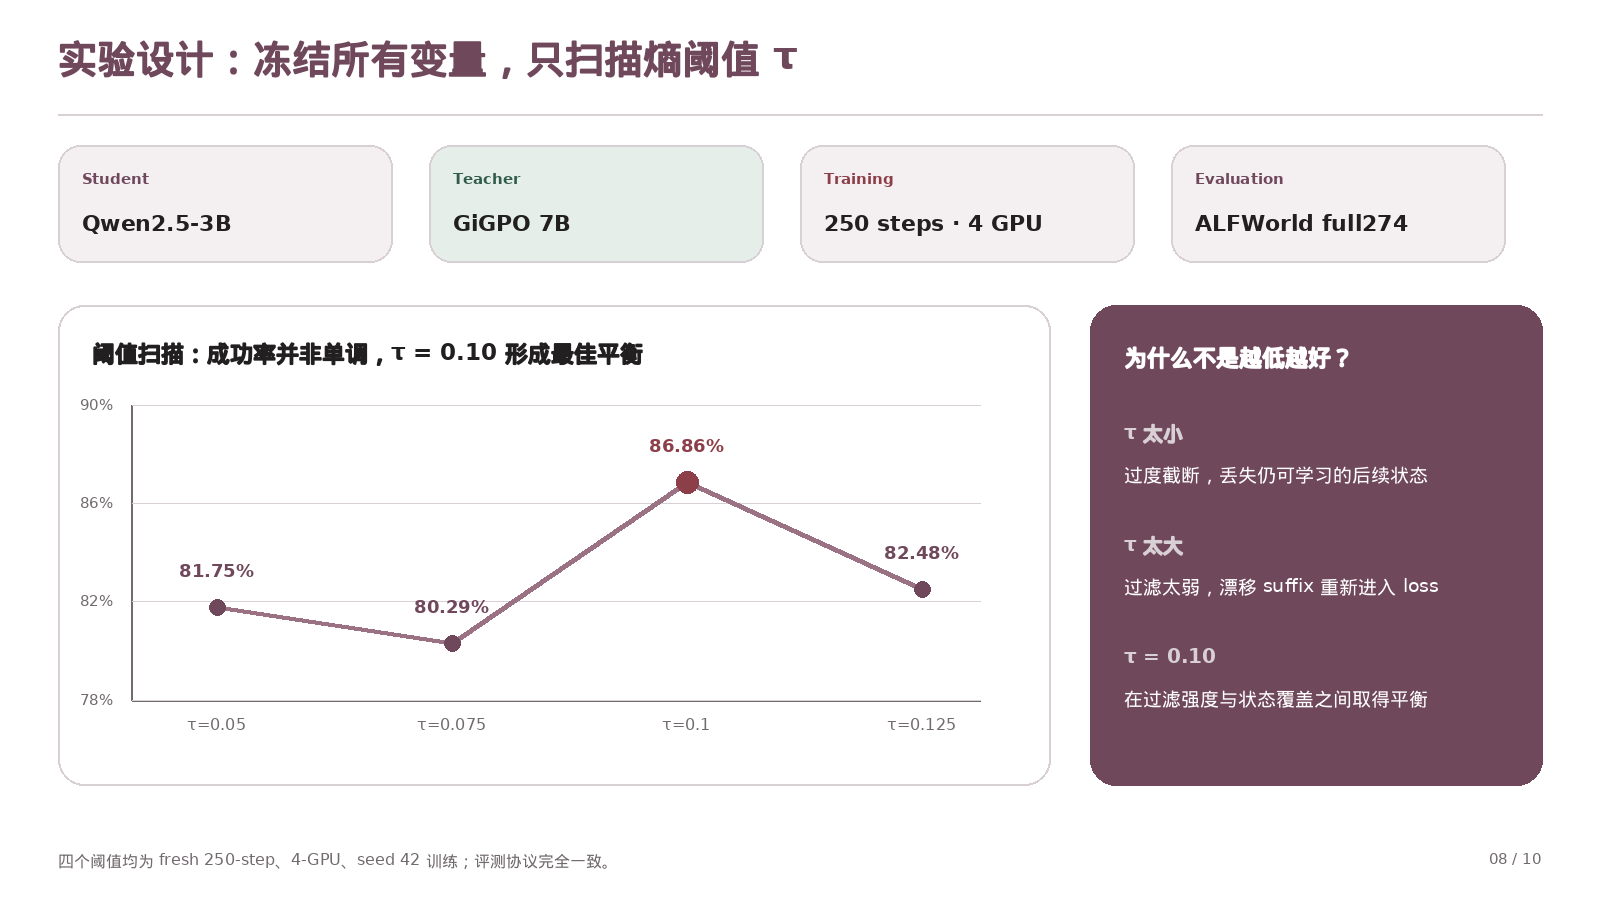 实验设计：冻结所有变量，只扫描熵阈值 τ
Student
Qwen2.5-3B
Teacher
GiGPO 7B
Training
250 steps · 4 GPU
Evaluation
ALFWorld full274
阈值扫描：成功率并非单调，τ = 0.10 形成最佳平衡
90%
86%
82%
78%
81.75%
80.29%
86.86%
82.48%
τ=0.05
τ=0.075
τ=0.1
τ=0.125
为什么不是越低越好？
τ 太小
过度截断，丢失仍可学习的后续状态
τ 太大
过滤太弱，漂移 suffix 重新进入 loss
τ = 0.10
在过滤强度与状态覆盖之间取得平衡
四个阈值均为 fresh 250-step、4-GPU、seed 42 训练；评测协议完全一致。
08 / 10